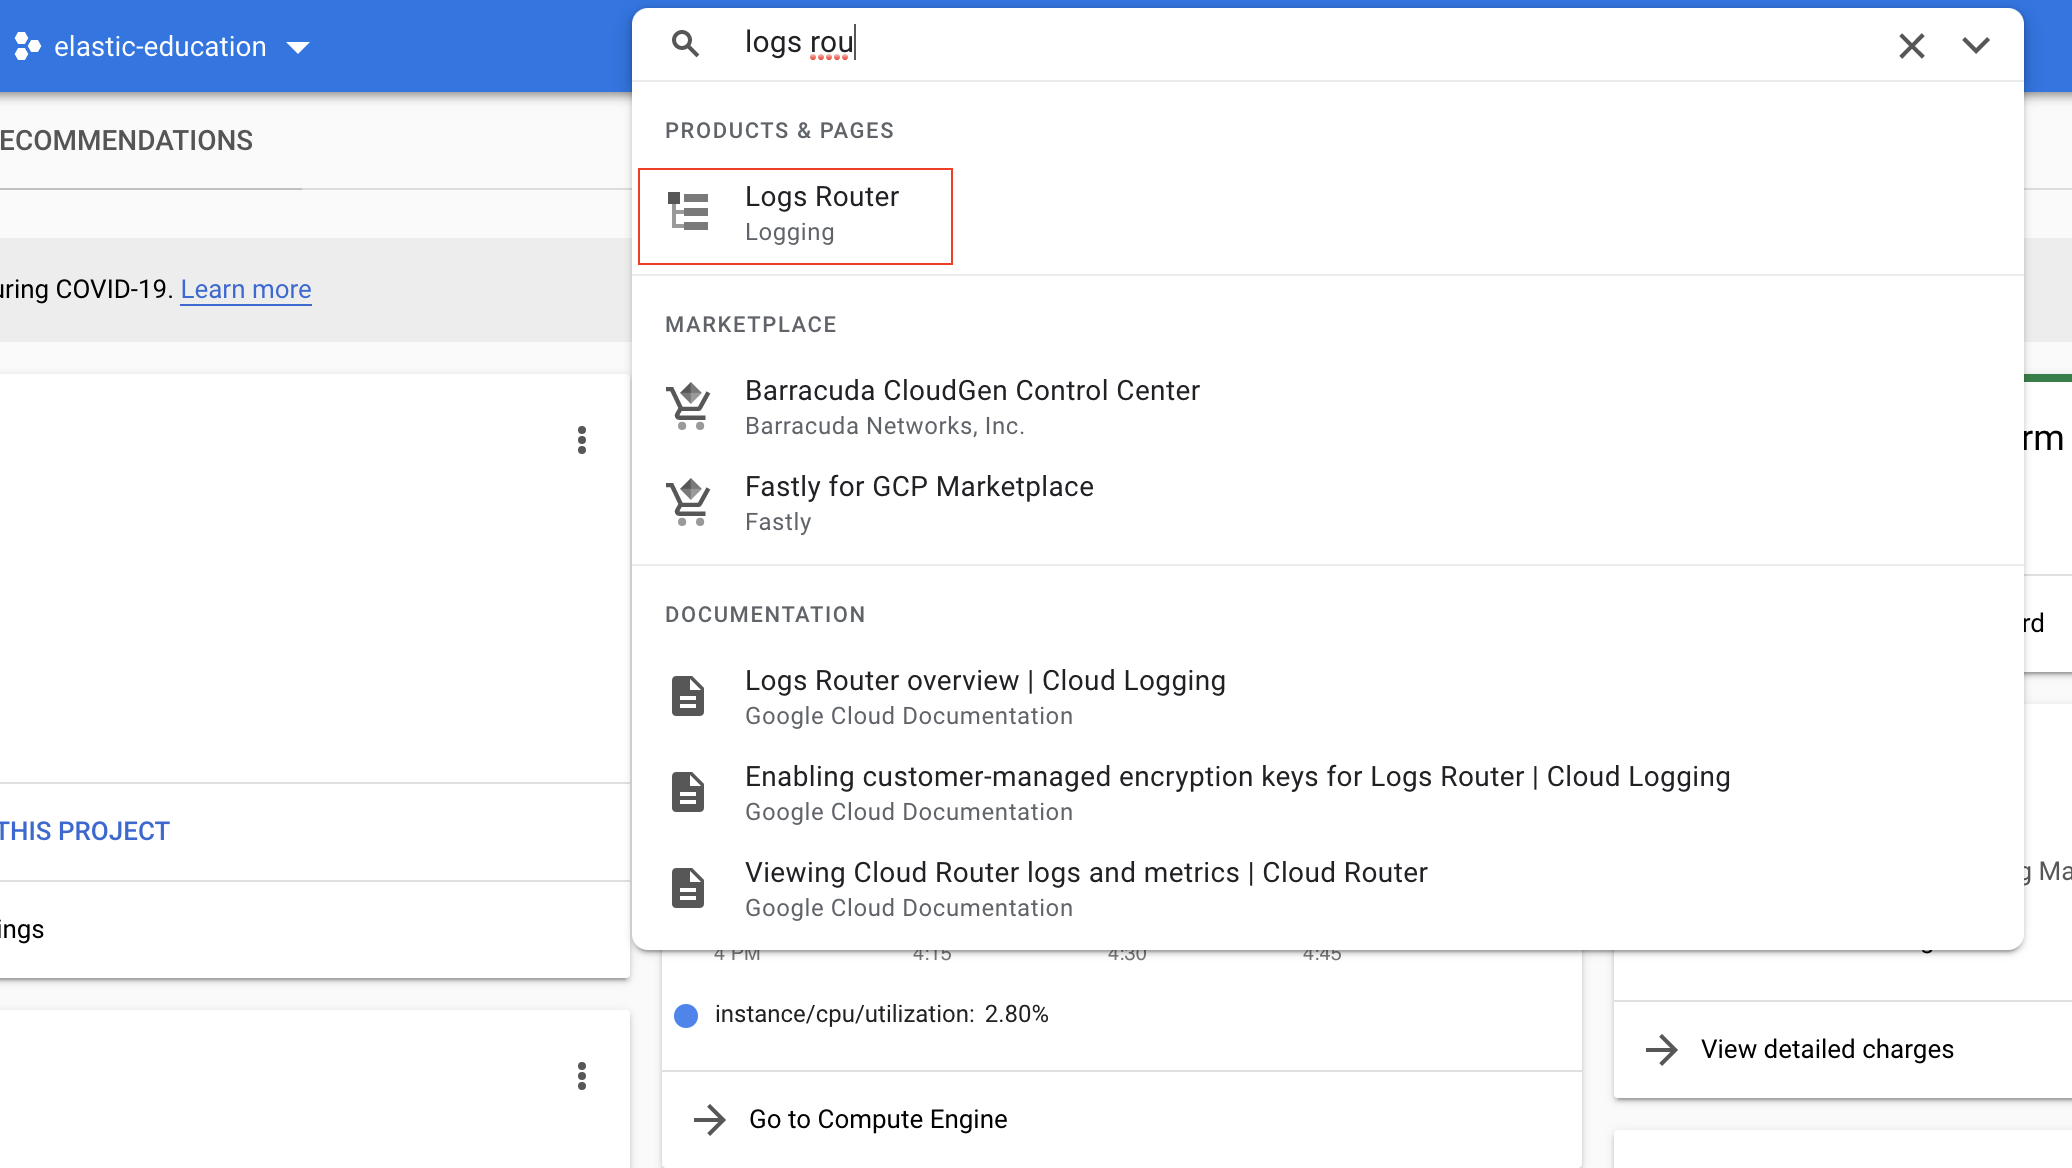 elastic-education
logs rou
ECOMMENDATIONS
PRODUCTS & PAGES
Logs Router
Logging
uring COVID-19. Learn more
MARKETPLACE
Barracuda CloudGen Control Center
Barracuda Networks, Inc.
Fastly for GCP Marketplace
Fastly
rm
DOCUMENTATION
rd
Logs Router overview | Cloud Logging
Google Cloud Documentation
Enabling customer-managed encryption keys for Logs Router | Cloud Logging
Google Cloud Documentation
THIS PROJECT
Viewing Cloud Router logs and metrics | Cloud Router
Google Cloud Documentation
g Ma
ings
4 PM 4:15 4:30 4:45
instance/cpu/utilization: 2.80%
View detailed charges
Go to Compute Engine